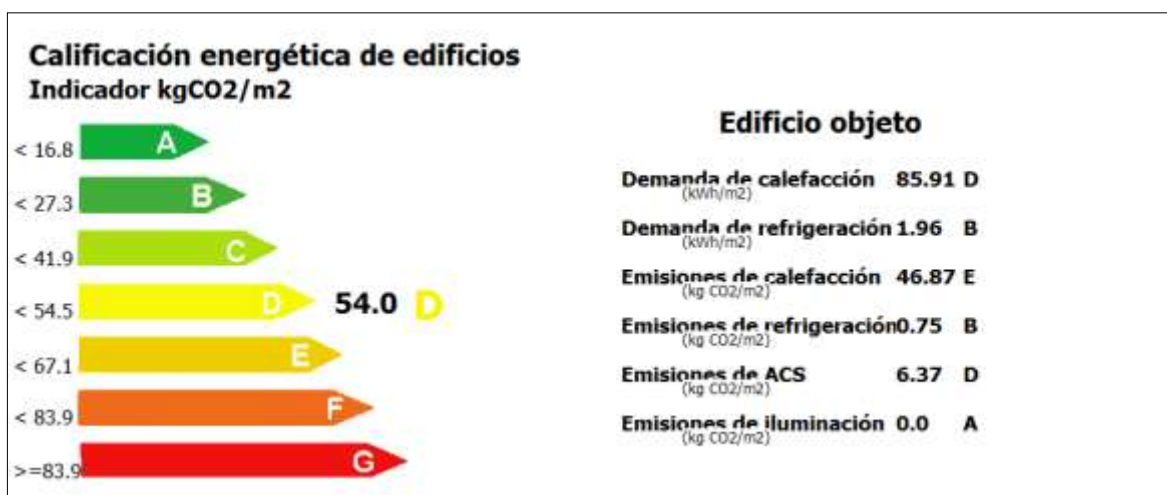 Calificación energética de edificios
Indicador kgCO2/m2
< 16.8 A
< 27.3 B
< 41.9 C
< 54.5 D 54.0 D
< 67.1 E
< 83.9 F
>=83.9 G
Edificio objeto
Demanda de calefacción 85.91 D
(kWh/m2)
Demanda de refrigeración 1.96 B
(kWh/m2)
Emisiones de calefacción 46.87 E
(kg CO2/m2)
Emisiones de refrigeración 0.75 B
(kg CO2/m2)
Emisiones de ACS 6.37 D
(kg CO2/m2)
Emisiones de iluminación 0.0 A
(kg CO2/m2)